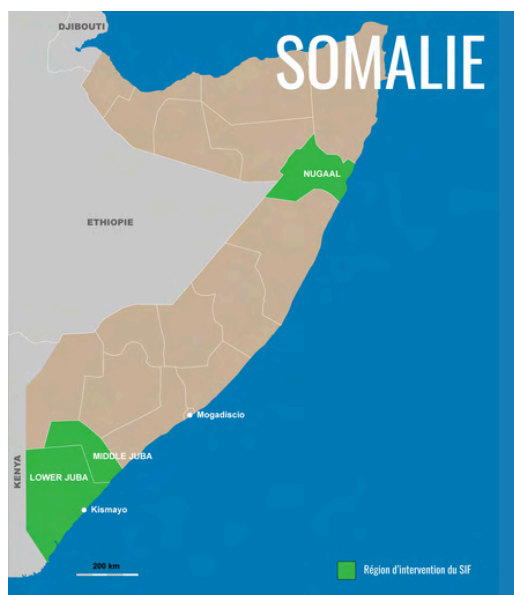 DJIBOUTI
SOMALIE
NUGAAL
ETHIOPIE
Mogadiscio
MIDDLE JUBA
KENYA
LOWER JUBA
Kismayo
200 km
Région d'intervention du SIF